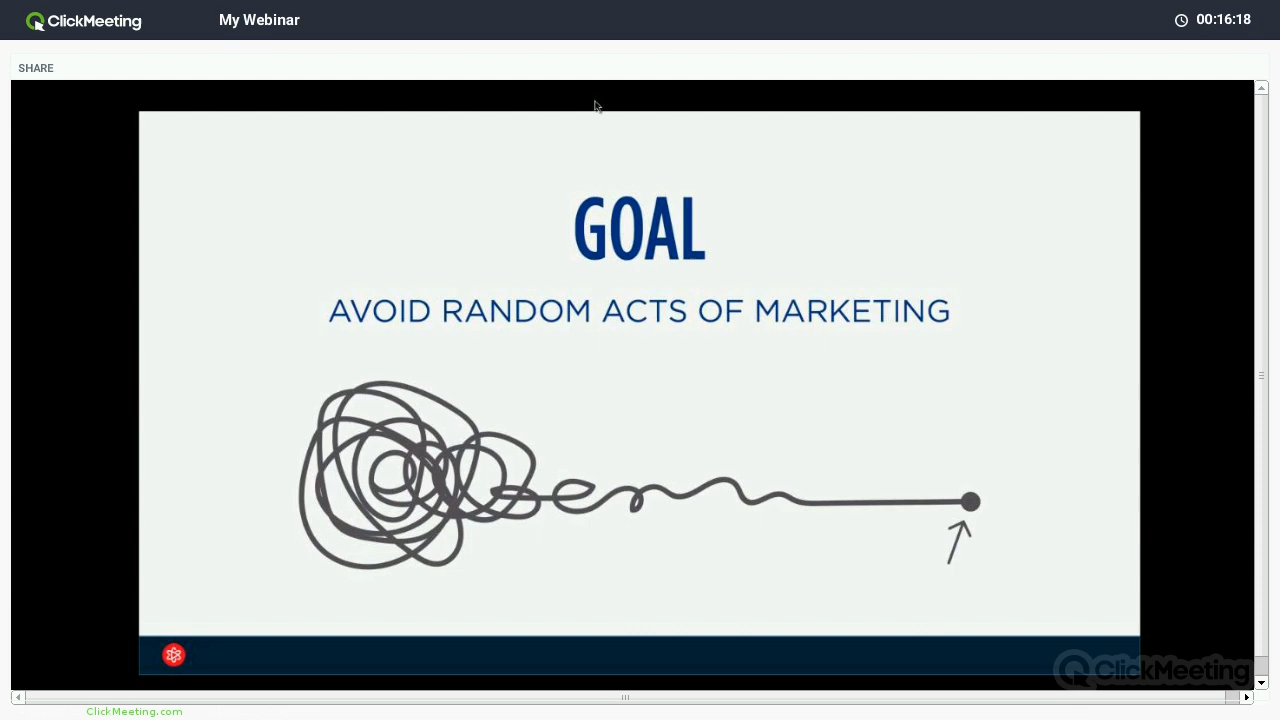 ClickMeeting
My Webinar
00:16:18
SHARE
GOAL
AVOID RANDOM ACTS OF MARKETING
ClickMeeting
ClickMeeting.com